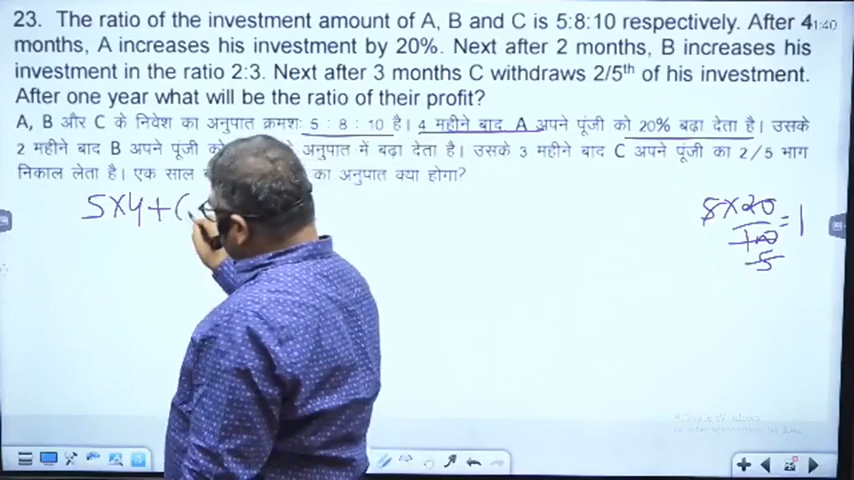 23. The ratio of the investment amount of A, B and C is 5:8:10 respectively. After 4
1:40
months, A increases his investment by 20%. Next after 2 months, B increases his
investment in the ratio 2:3. Next after 3 months C withdraws 2/5th of his investment.
After one year what will be the ratio of their profit?
A, B और C के निवेश का अनुपात क्रमशः 5 : 8 : 10 है। 4 महीने बाद A अपने पूंजी को 20% बढ़ा देता है। उसके
2 महीने बाद B अपने पूंजी को अनुपात में बढ़ा देता है। उसके 3 महीने बाद C अपने पूंजी का 2/5 भाग
निकाल लेता है। एक साल का अनुपात क्या होगा?
5×4+(
5×20
= 1
100
5